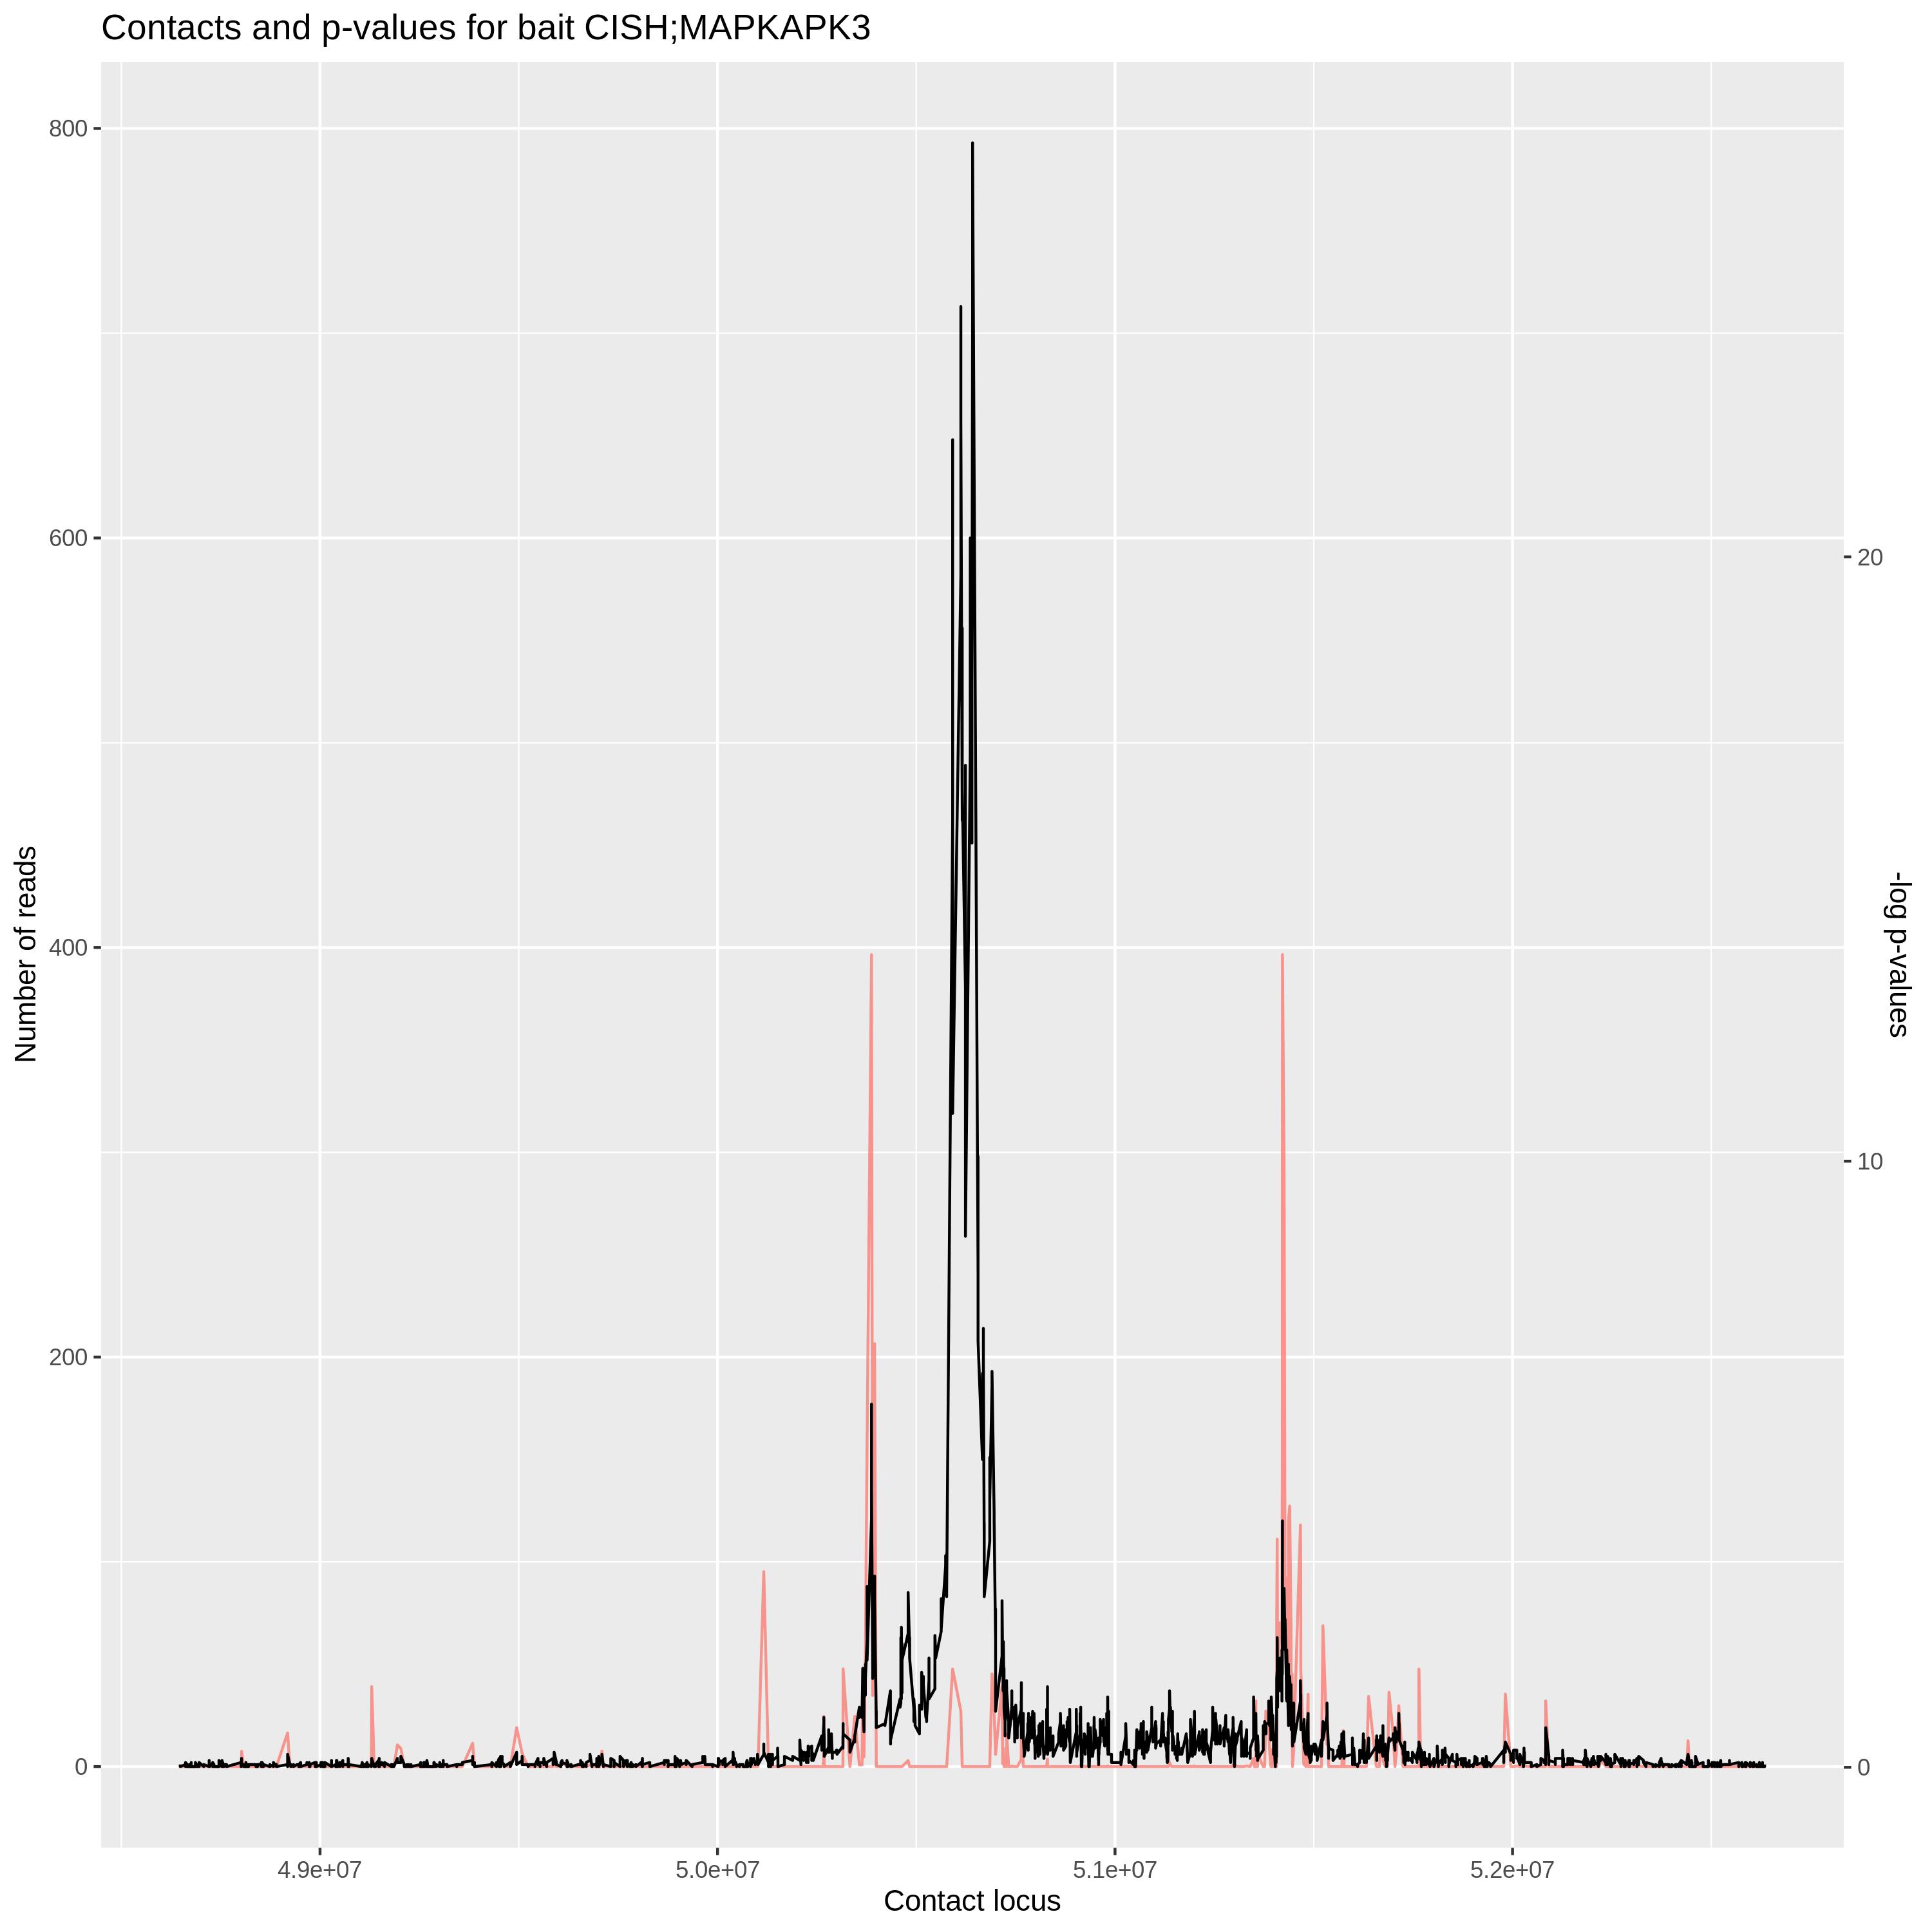 Contacts and p-values for bait CISH;MAPKAPK3
800
600
400
200
0
Number of reads
20
10
0
-log p-values
4.9e+07
5.0e+07
5.1e+07
5.2e+07
Contact locus